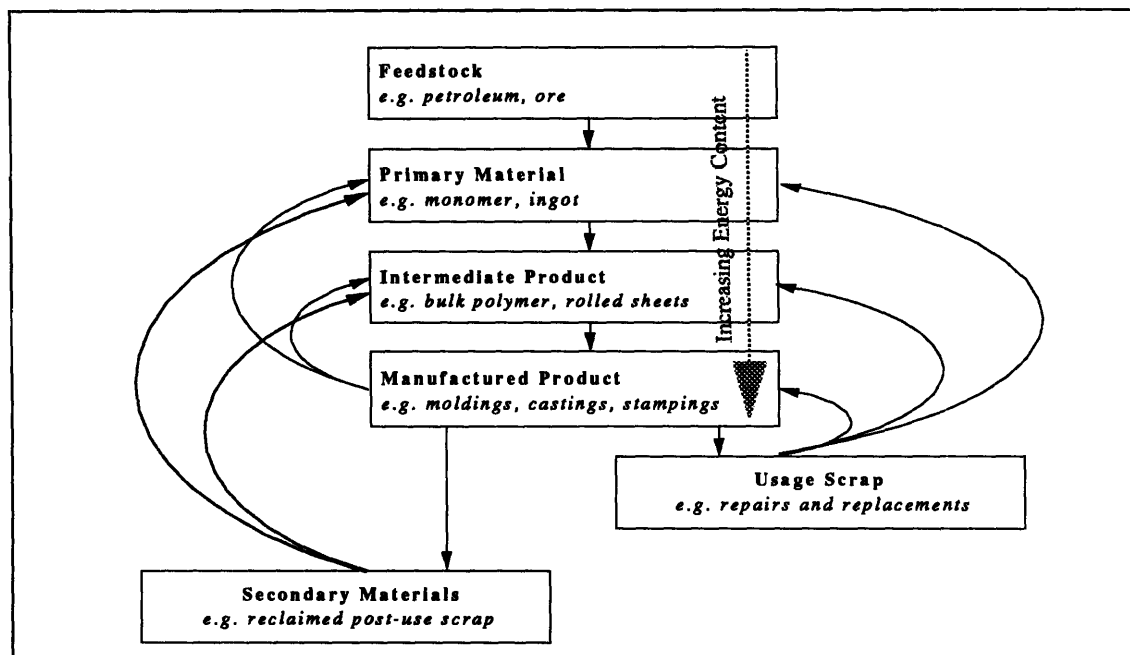 Feedstock
e.g. petroleum, ore
Primary Material
e.g. monomer, ingot
Intermediate Product
e.g. bulk polymer, rolled sheets
Manufactured Product
e.g. moldings, castings, stampings
Increasing Energy Content
Usage Scrap
e.g. repairs and replacements
Secondary Materials
e.g. reclaimed post-use scrap